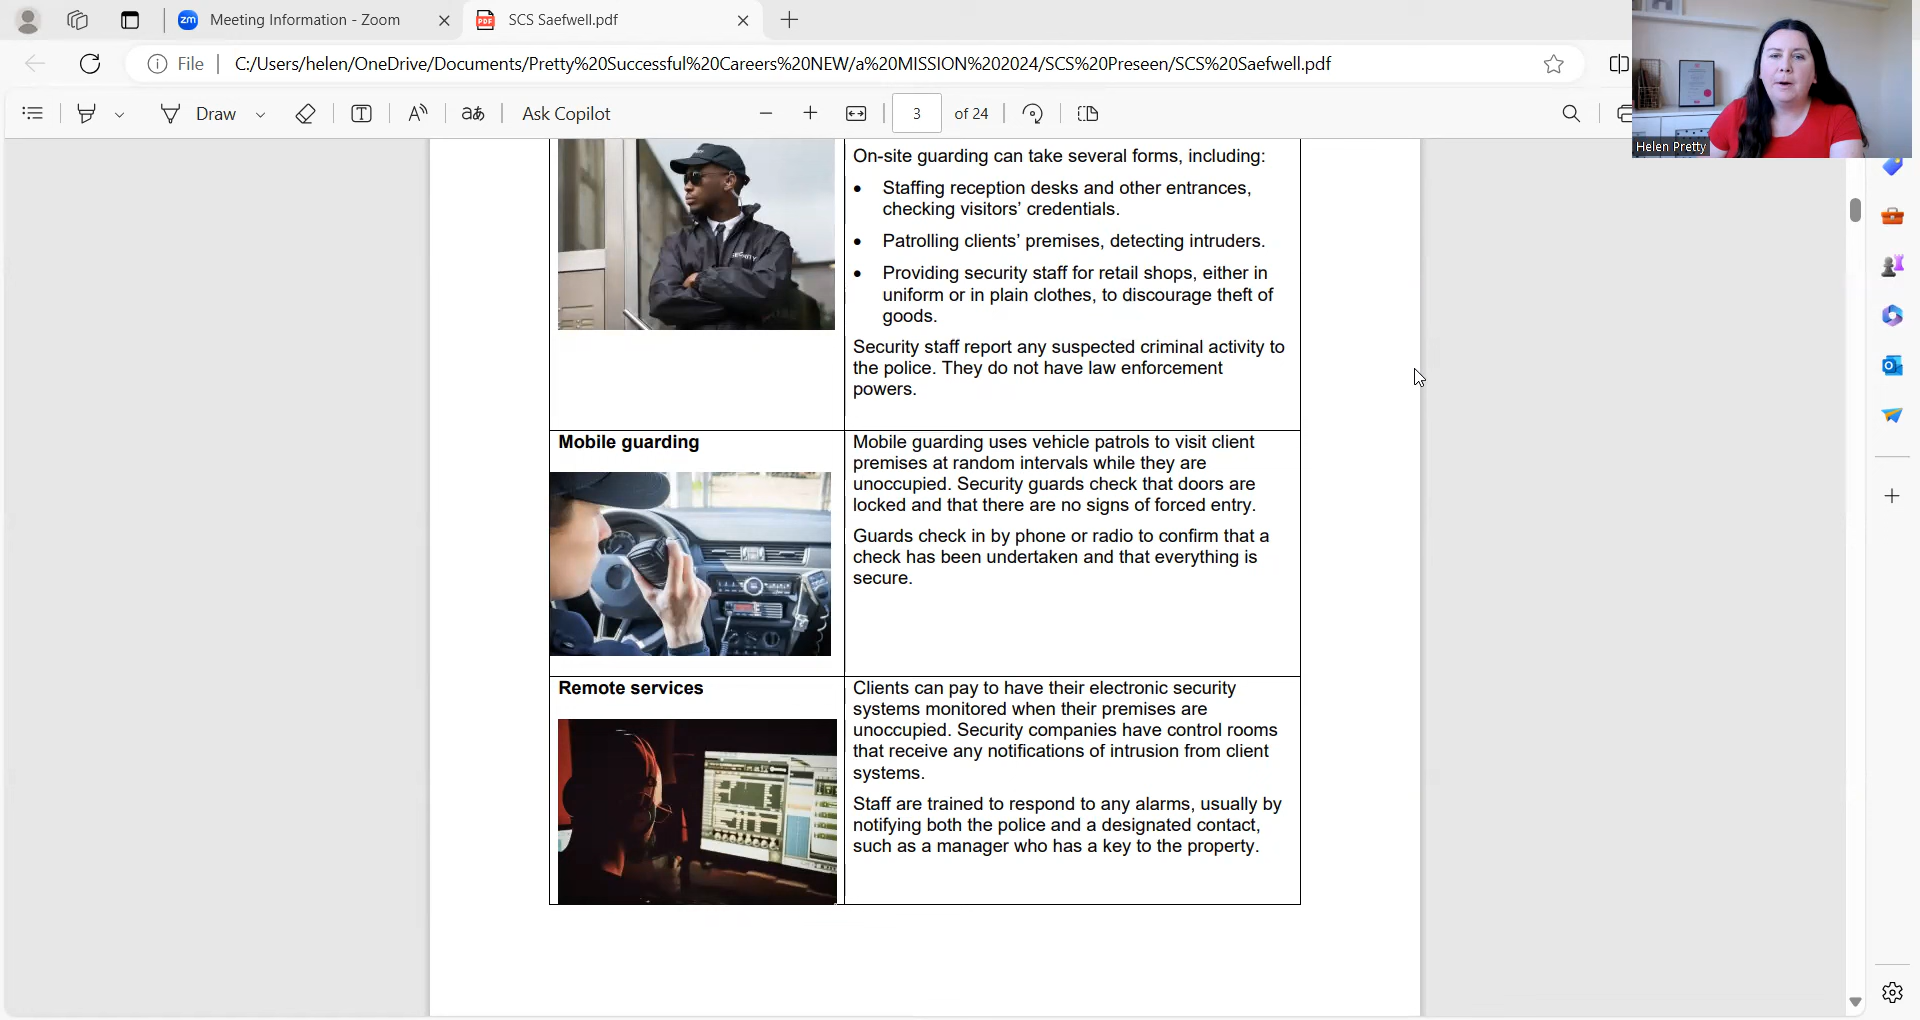 Meeting Information - Zoom
SCS Saefwell.pdf
File
C:/Users/helen/OneDrive/Documents/Pretty%20Successful%20Careers%20NEW/a%20MISSION%202024/SCS%20Preseen/SCS%20Saefwell.pdf
Draw
Ask Copilot
3 of 24
Helen Pretty
On-site guarding can take several forms, including:
• Staffing reception desks and other entrances,
checking visitors’ credentials.
• Patrolling clients’ premises, detecting intruders.
• Providing security staff for retail shops, either in
uniform or in plain clothes, to discourage theft of
goods.
Security staff report any suspected criminal activity to
the police. They do not have law enforcement
powers.
Mobile guarding
Mobile guarding uses vehicle patrols to visit client
premises at random intervals while they are
unoccupied. Security guards check that doors are
locked and that there are no signs of forced entry.
Guards check in by phone or radio to confirm that a
check has been undertaken and that everything is
secure.
Remote services
Clients can pay to have their electronic security
systems monitored when their premises are
unoccupied. Security companies have control rooms
that receive any notifications of intrusion from client
systems.
Staff are trained to respond to any alarms, usually by
notifying both the police and a designated contact,
such as a manager who has a key to the property.